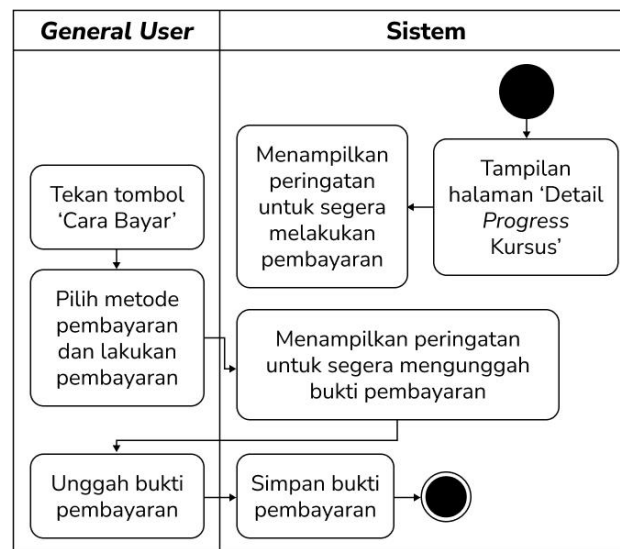 General User
Sistem
Tampilan
halaman ‘Detail
Progress
Kursus’
Menampilkan
peringatan
untuk segera
melakukan
pembayaran
Tekan tombol
‘Cara Bayar’
Pilih metode
pembayaran
dan lakukan
pembayaran
Menampilkan peringatan
untuk segera mengunggah
bukti pembayaran
Unggah bukti
pembayaran
Simpan bukti
pembayaran